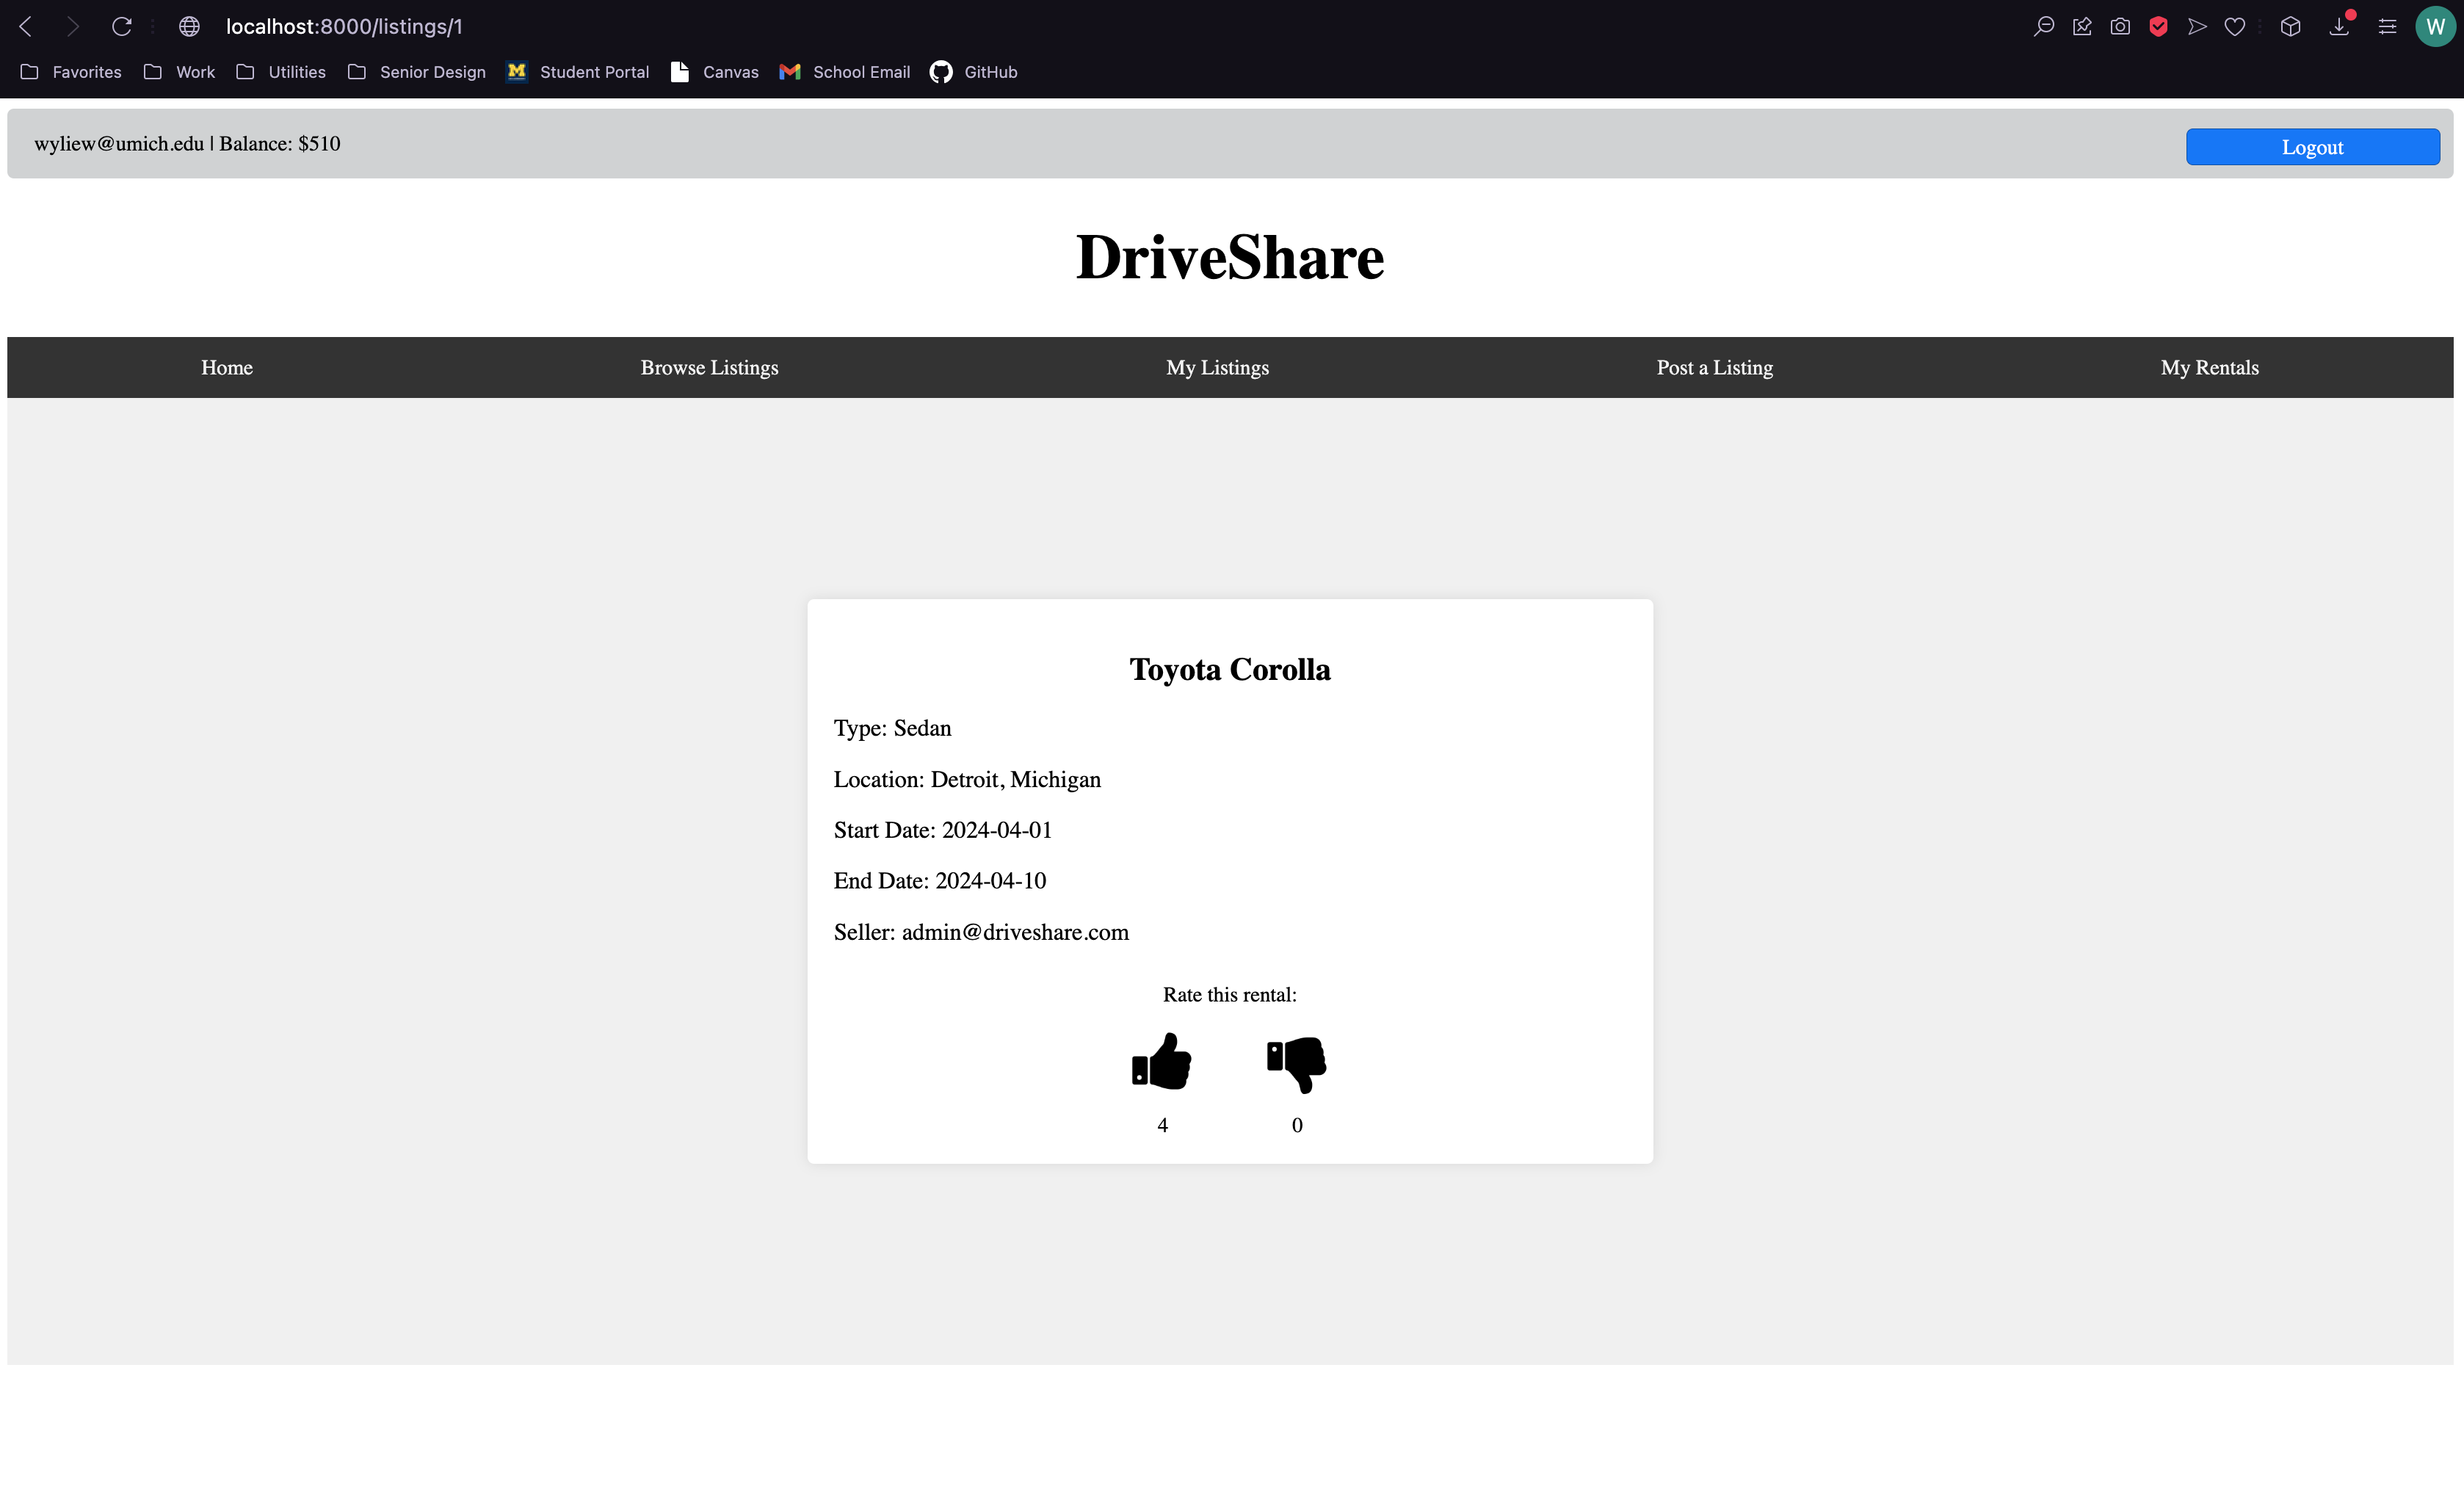 localhost:8000/listings/1
W
Favorites Work Utilities Senior Design M Student Portal Canvas School Email GitHub
wyliew@umich.edu | Balance: $510 Logout
DriveShare
Home Browse Listings My Listings Post a Listing My Rentals
Toyota Corolla
Type: Sedan
Location: Detroit, Michigan
Start Date: 2024-04-01
End Date: 2024-04-10
Seller: admin@driveshare.com
Rate this rental:
4 0